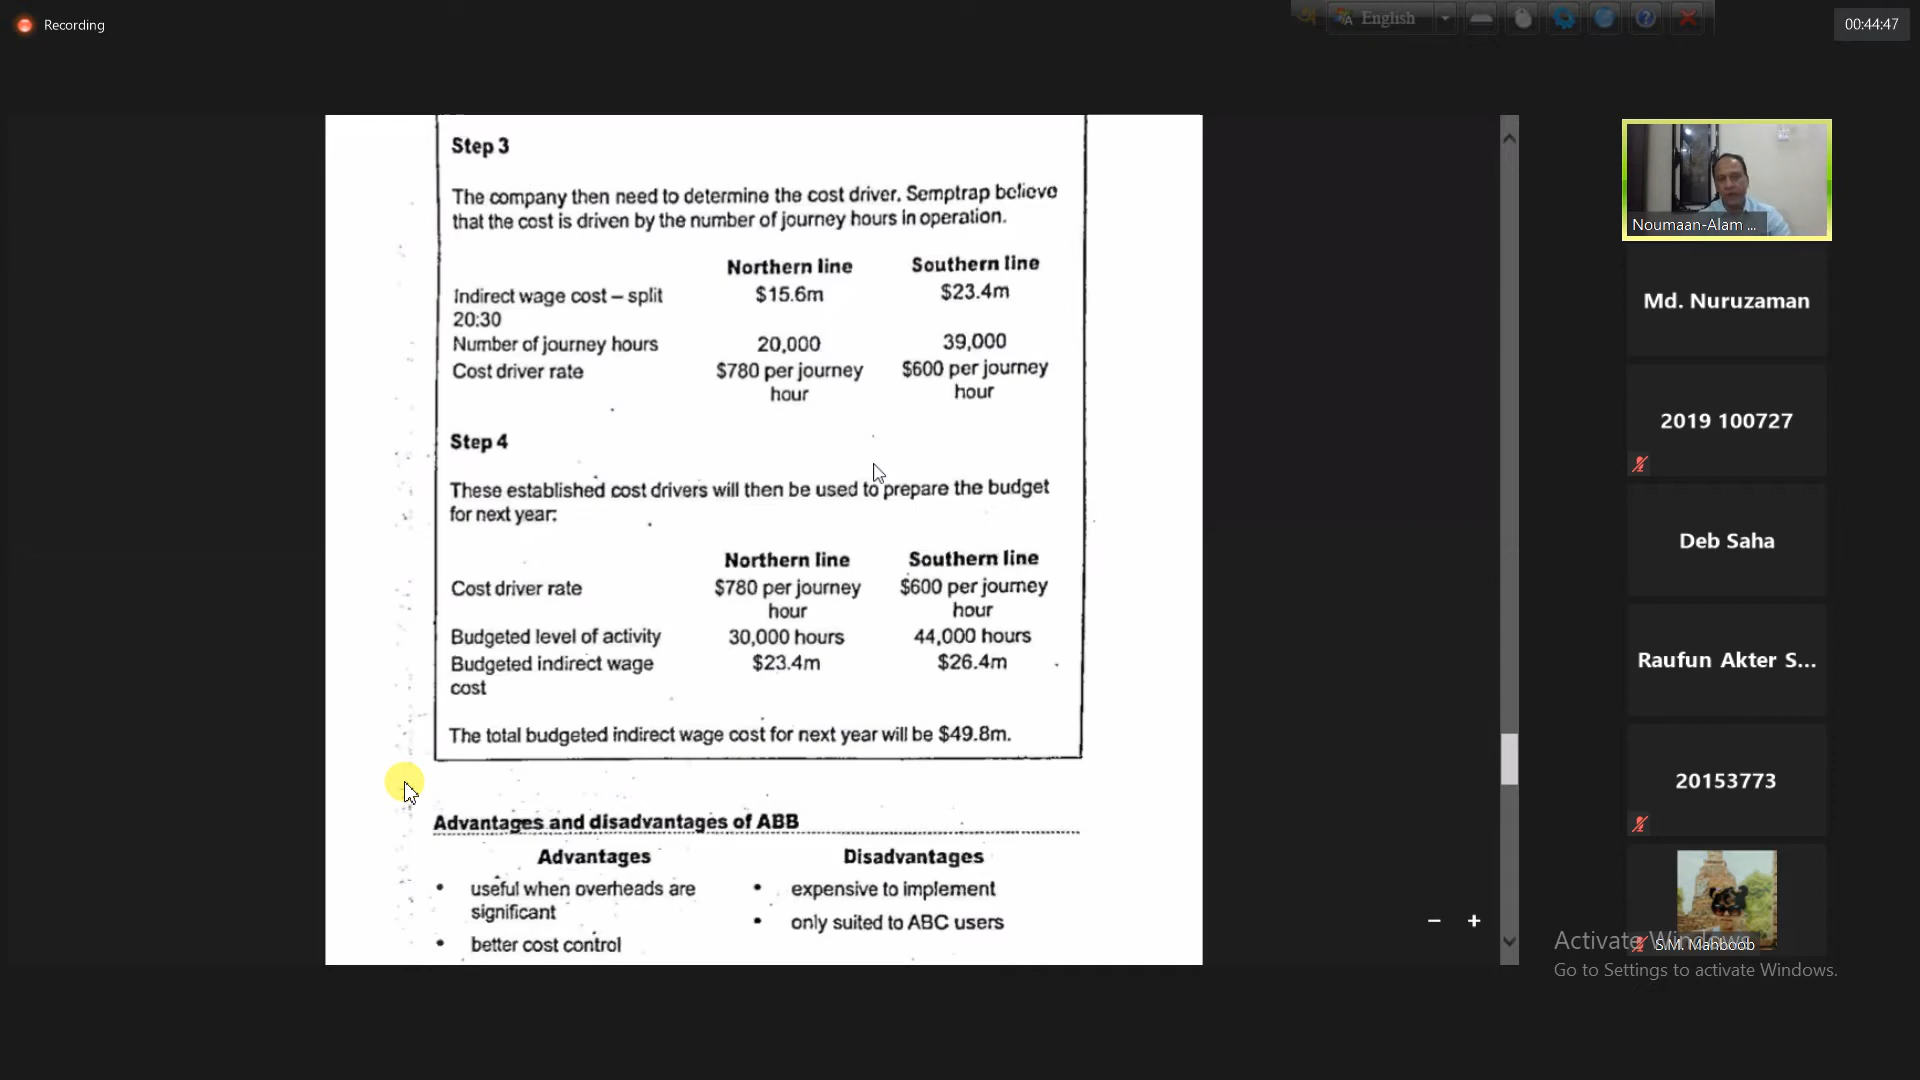 Recording
English
00:44:47
Step 3
The company then need to determine the cost driver. Semptrap believe
that the cost is driven by the number of journey hours in operation.
Northern line Southern line
Indirect wage cost – split $15.6m $23.4m
20:30
Number of journey hours 20,000 39,000
Cost driver rate $780 per journey $600 per journey
hour hour
Step 4
These established cost drivers will then be used to prepare the budget
for next year:
Northern line Southern line
Cost driver rate $780 per journey $600 per journey
hour hour
Budgeted level of activity 30,000 hours 44,000 hours
Budgeted indirect wage $23.4m $26.4m
cost
The total budgeted indirect wage cost for next year will be $49.8m.
Advantages and disadvantages of ABB
Advantages Disadvantages
• useful when overheads are • expensive to implement
significant
• only suited to ABC users
• better cost control
Noumaan-Alam ...
Md. Nuruzaman
2019 100727
Deb Saha
Raufun Akter S...
20153773
S.M. Mahboob
Activate Windows
Go to Settings to activate Windows.